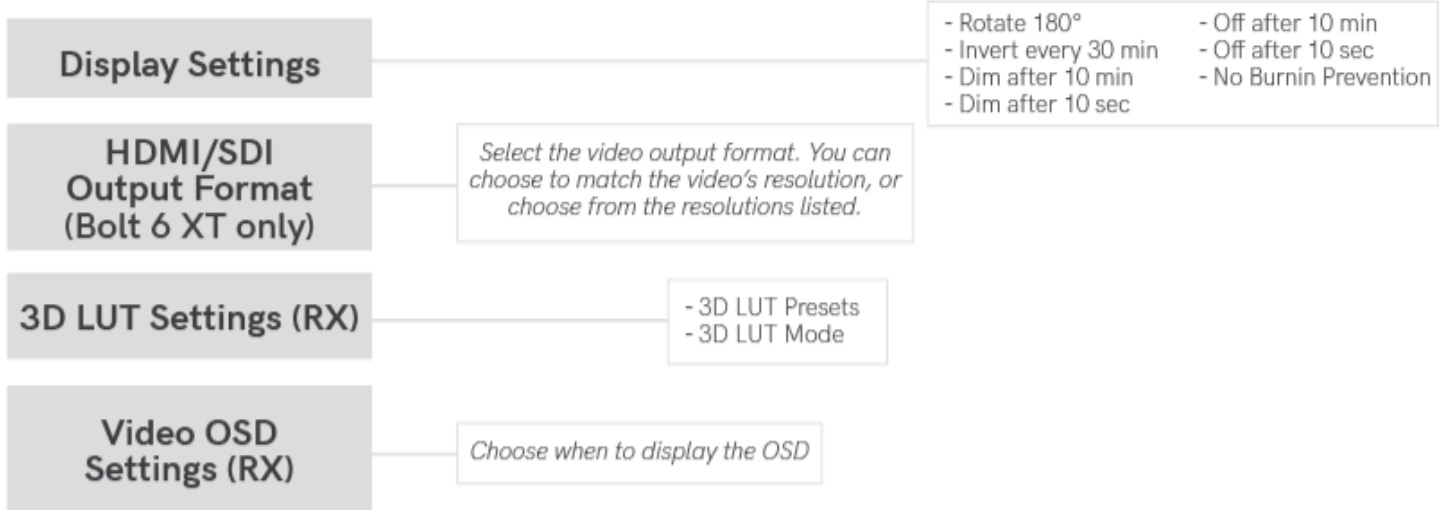 Display Settings
- Rotate 180°
- Invert every 30 min
- Dim after 10 min
- Dim after 10 sec
- Off after 10 min
- Off after 10 sec
- No Burnin Prevention
HDMI/SDI
Output Format
(Bolt 6 XT only)
Select the video output format. You can
choose to match the video's resolution, or
choose from the resolutions listed.
3D LUT Settings (RX)
- 3D LUT Presets
- 3D LUT Mode
Video OSD
Settings (RX)
Choose when to display the OSD